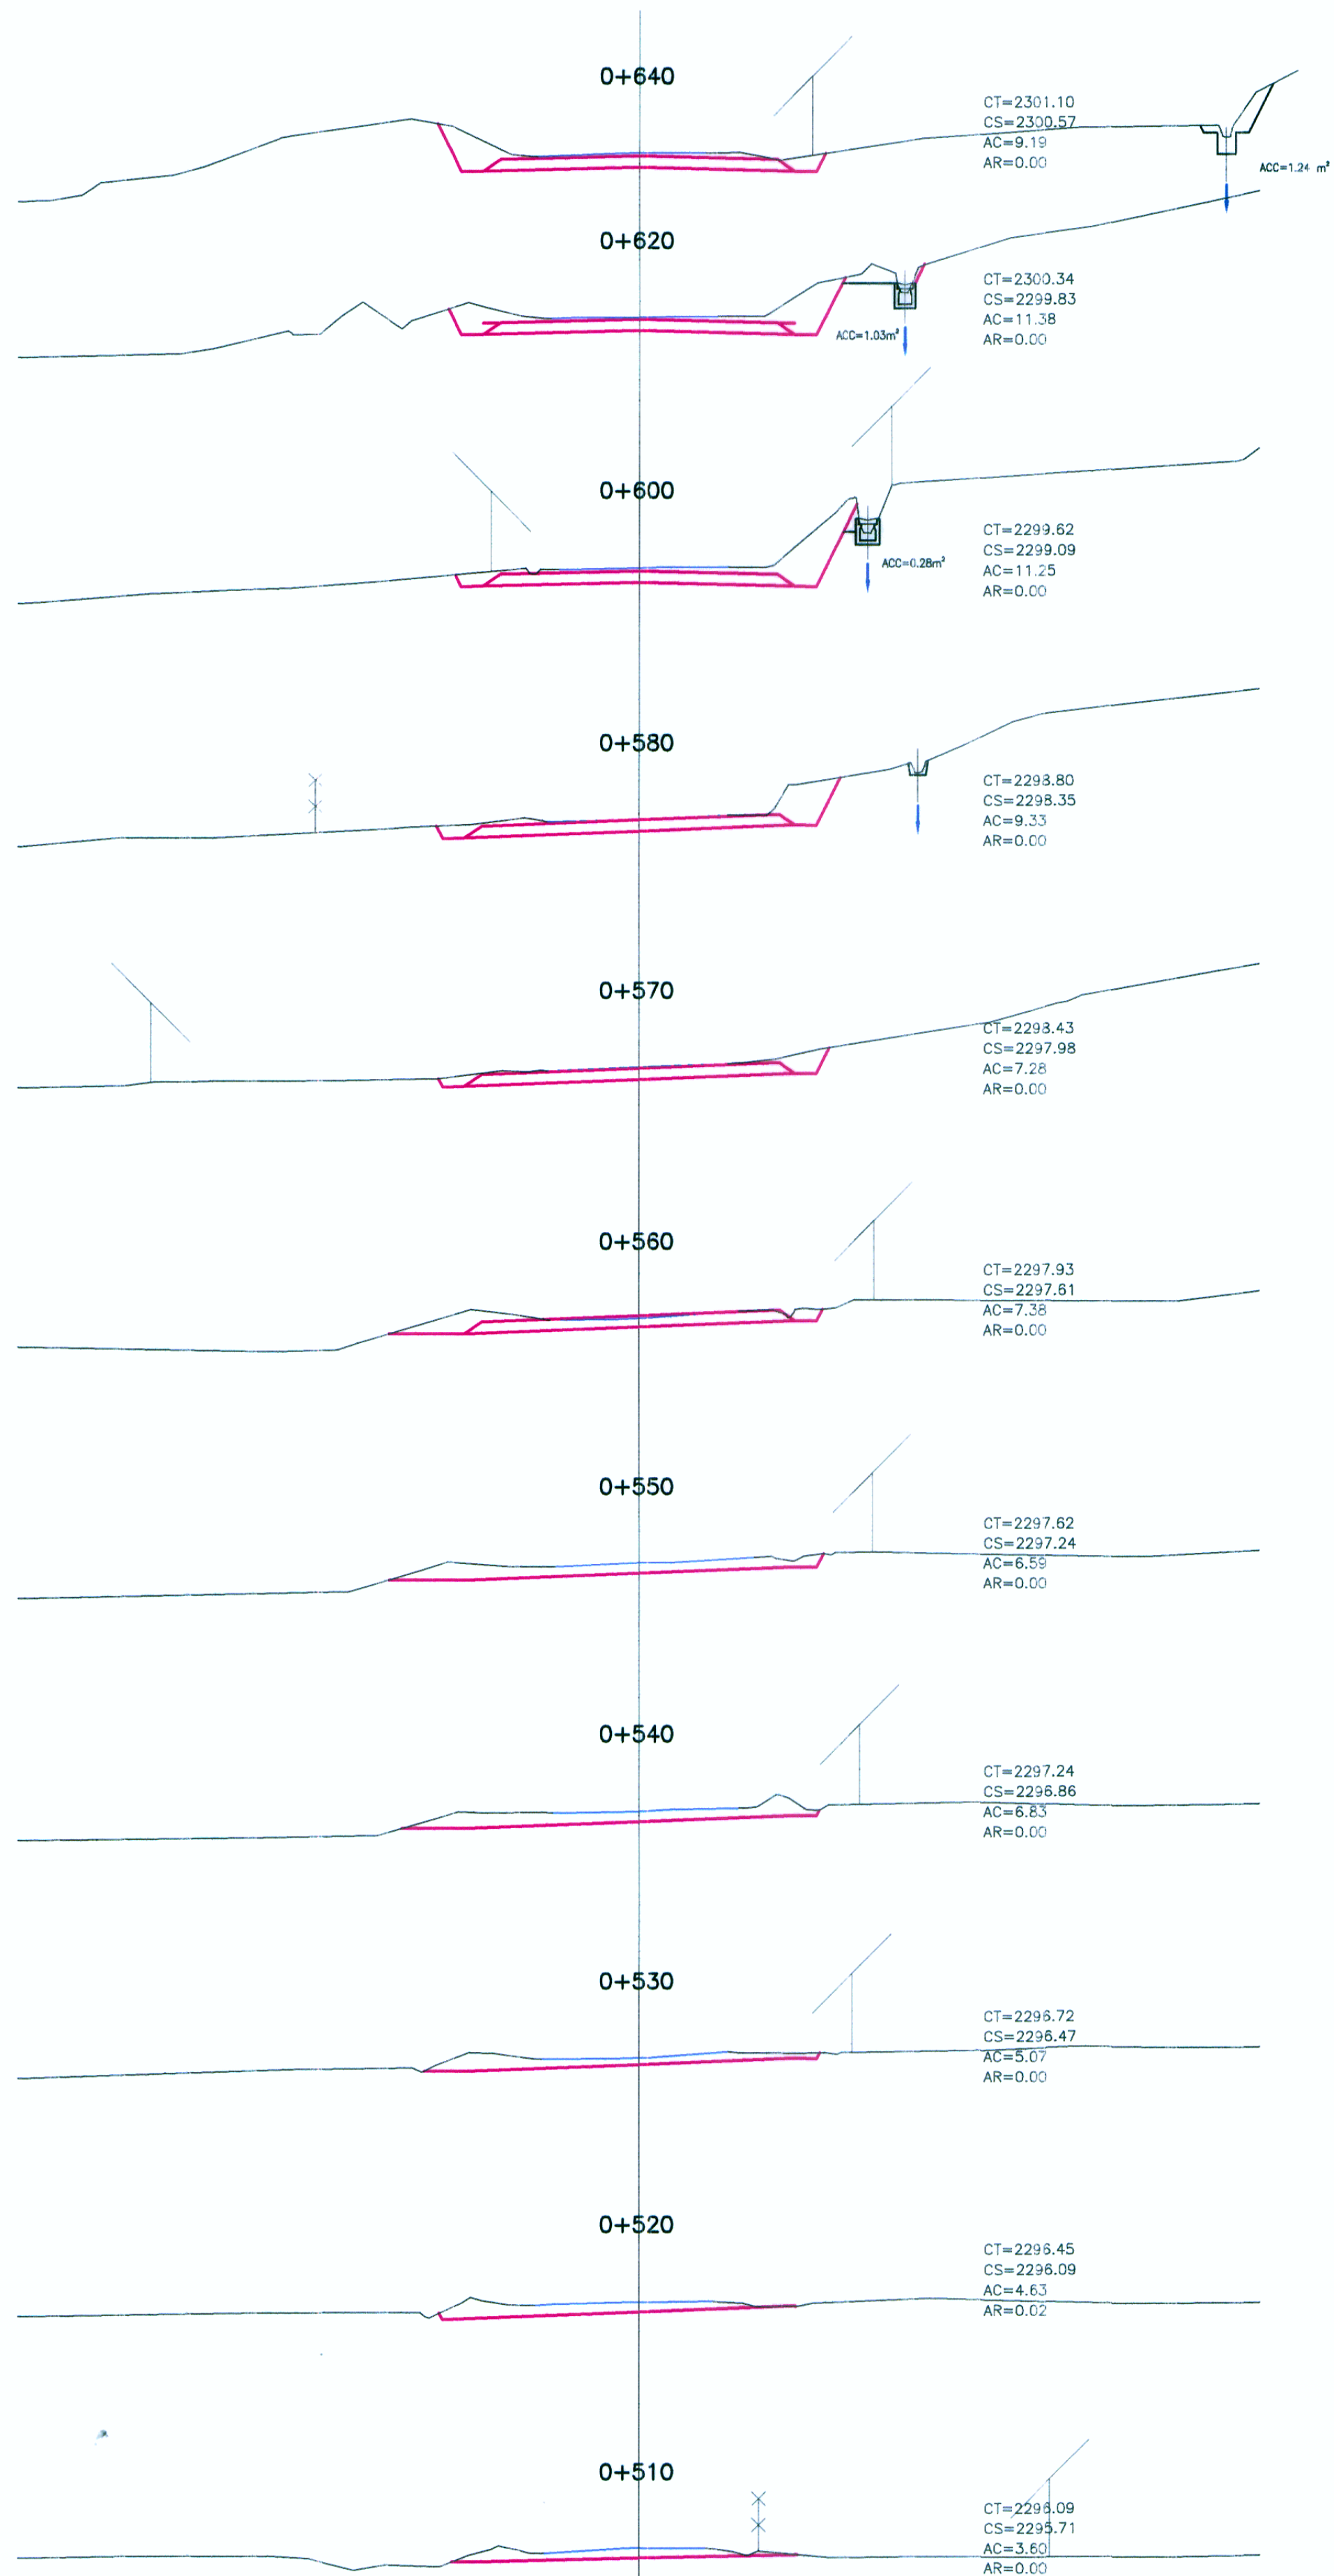 0+640
CT=2301.10
CS=2300.57
AC=9.19
AR=0.00
ACC=1.24 m²
0+620
CT=2300.34
CS=2299.83
AC=11.38
AR=0.00
ACC=1.03m²
0+600
CT=2299.62
CS=2299.09
AC=11.25
AR=0.00
ACC=0.28m²
0+580
CT=2298.80
CS=2298.35
AC=9.33
AR=0.00
0+570
CT=2298.43
CS=2297.98
AC=7.28
AR=0.00
0+560
CT=2297.93
CS=2297.61
AC=7.38
AR=0.00
0+550
CT=2297.62
CS=2297.24
AC=6.59
AR=0.00
0+540
CT=2297.24
CS=2296.86
AC=6.83
AR=0.00
0+530
CT=2296.72
CS=2296.47
AC=5.07
AR=0.00
0+520
CT=2296.45
CS=2296.09
AC=4.63
AR=0.02
0+510
CT=2296.09
CS=2295.71
AC=3.60
AR=0.00